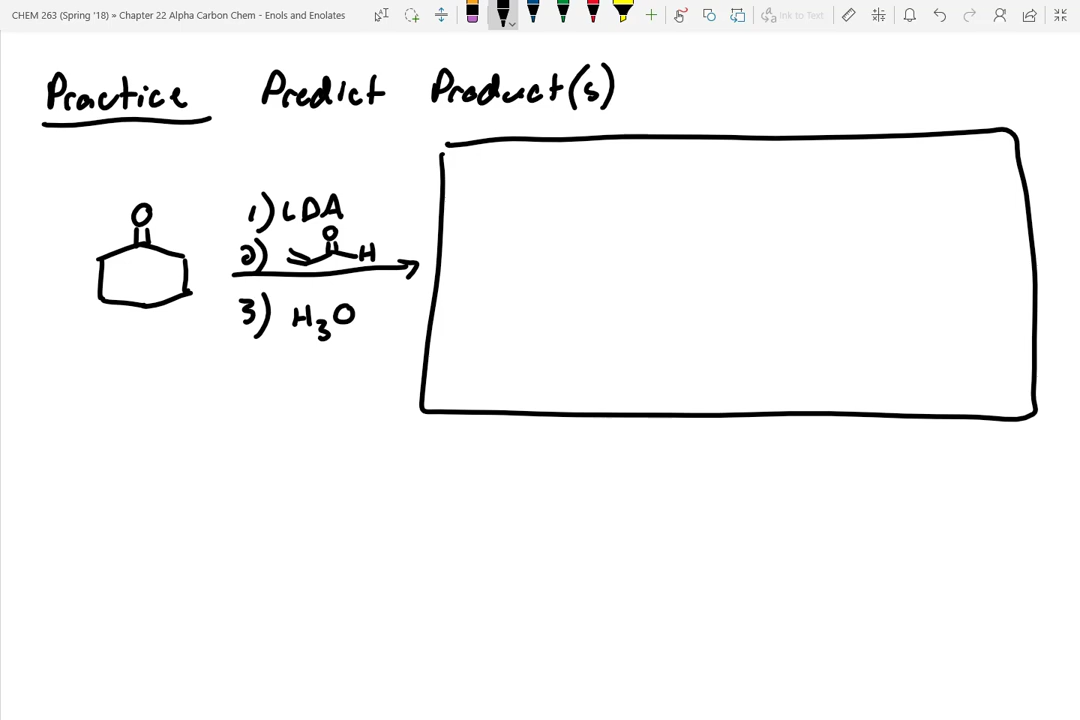 CHEM 263 (Spring '18) » Chapter 22 Alpha Carbon Chem - Enols and Enolates
Ink to Text
Practice Predict Product(s)
O
1) LDA
2) O H
3) H3O